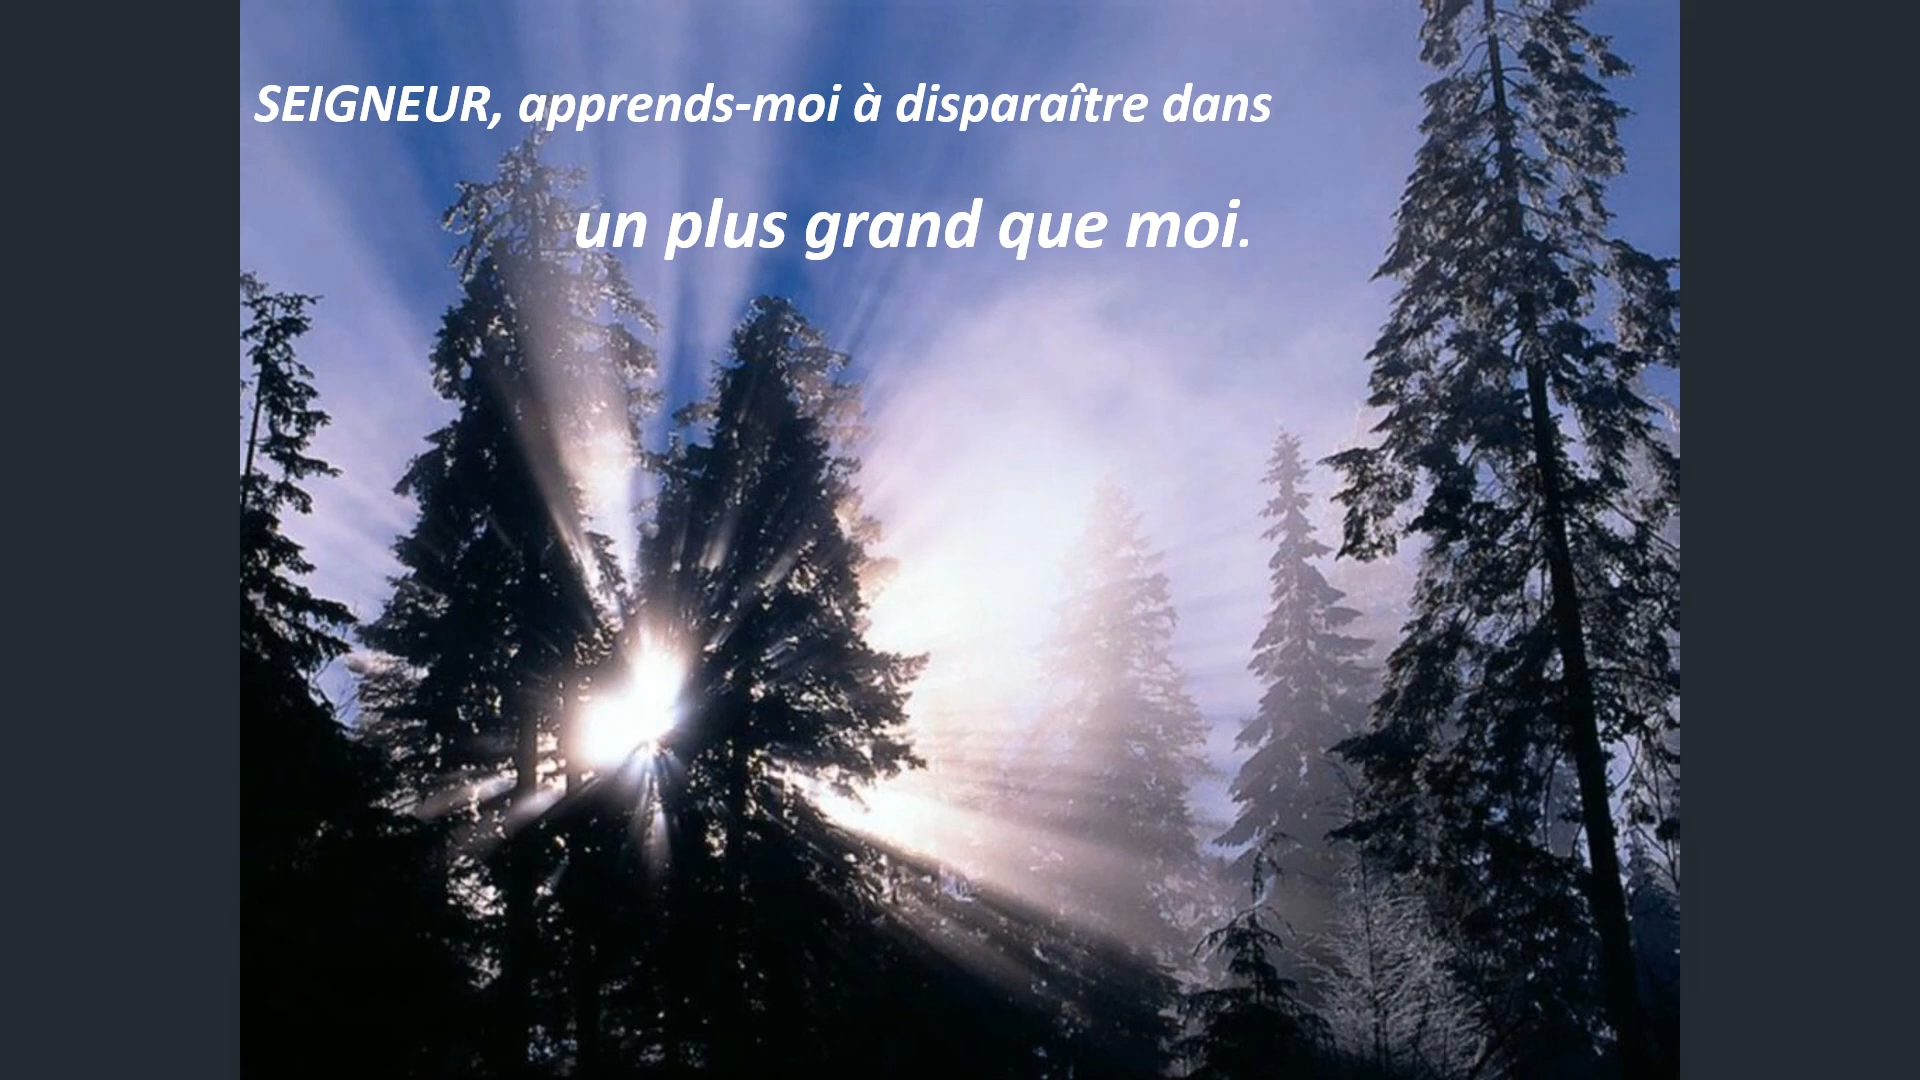 SEIGNEUR, apprends-moi à disparaître dans
un plus grand que moi.